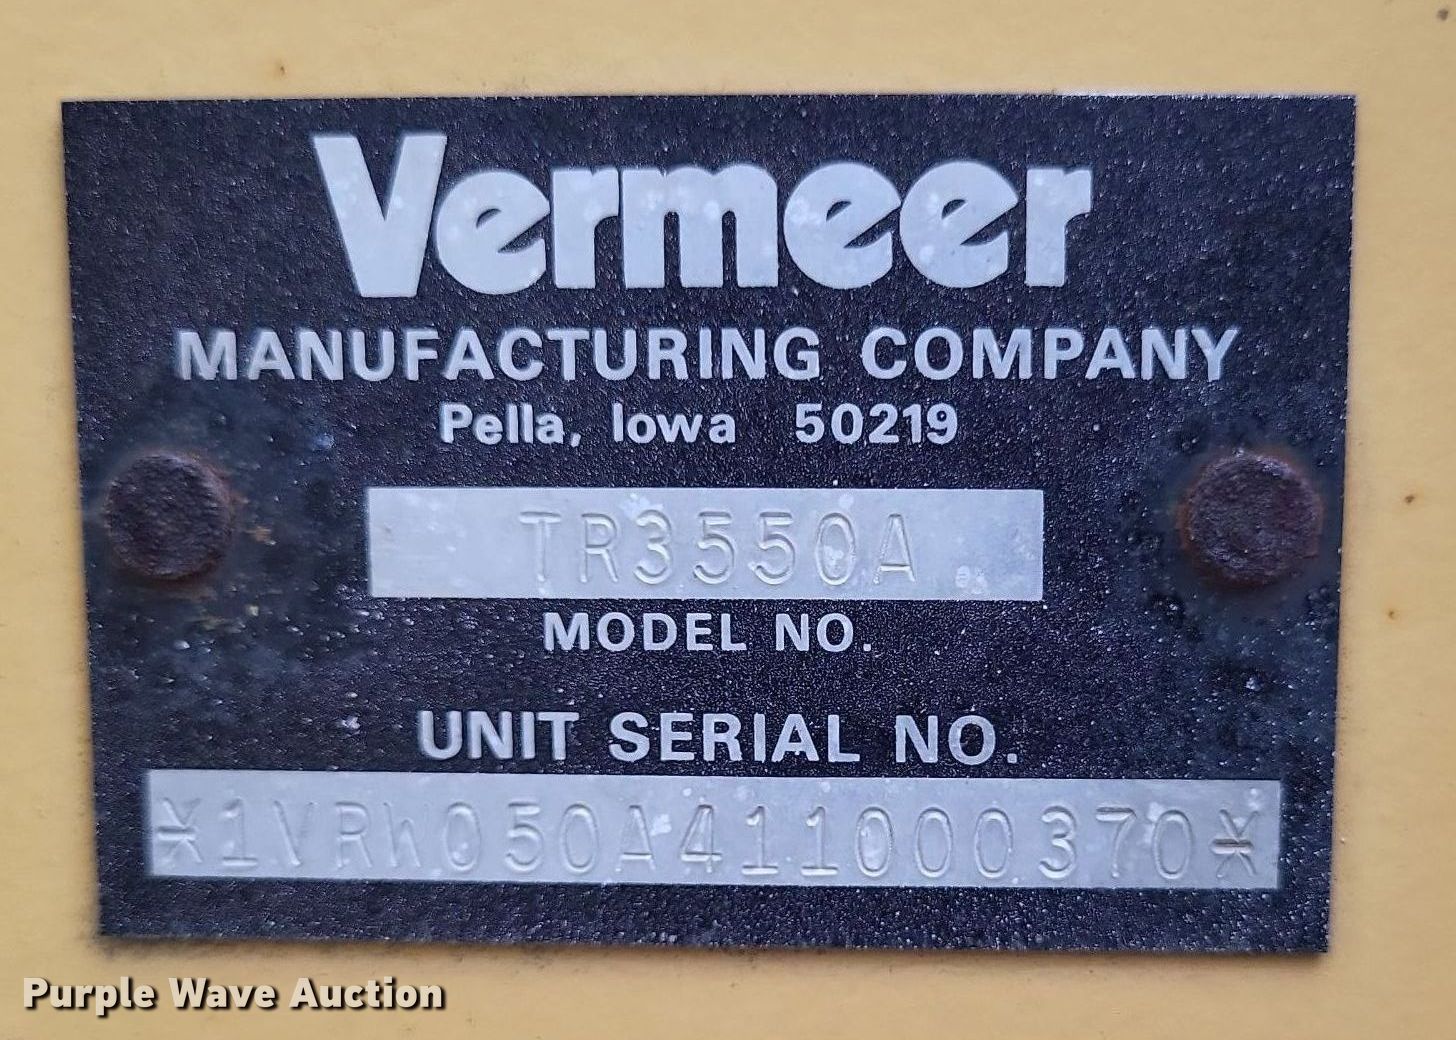 Vermeer
MANUFACTURING COMPANY
Pella, Iowa 50219
TR3550A
MODEL NO.
UNIT SERIAL NO.
*1VRW050A411000370*
Purple Wave Auction